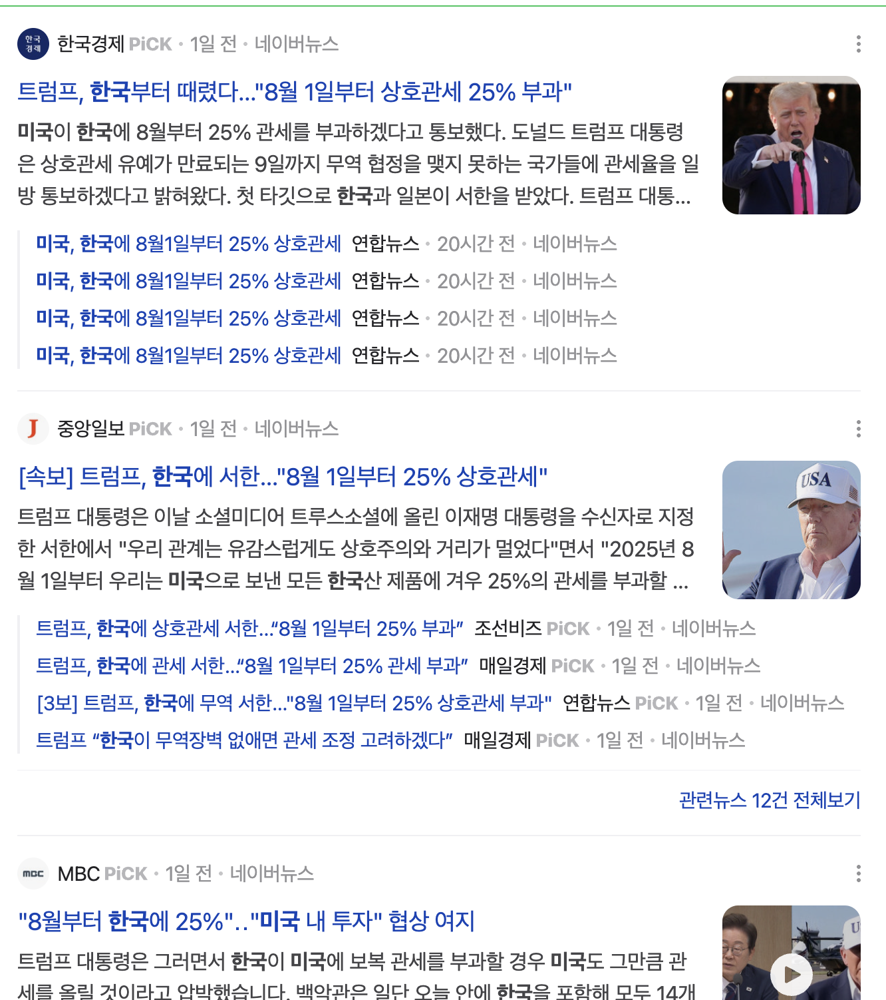 한국경제
한국경제 PiCK · 1일 전 · 네이버뉴스
트럼프, 한국부터 때렸다..."8월 1일부터 상호관세 25% 부과"
미국이 한국에 8월부터 25% 관세를 부과하겠다고 통보했다. 도널드 트럼프 대통령
은 상호관세 유예가 만료되는 9일까지 무역 협정을 맺지 못하는 국가들에 관세율을 일
방 통보하겠다고 밝혀왔다. 첫 타깃으로 한국과 일본이 서한을 받았다. 트럼프 대통...
미국, 한국에 8월1일부터 25% 상호관세 연합뉴스 · 20시간 전 · 네이버뉴스
미국, 한국에 8월1일부터 25% 상호관세 연합뉴스 · 20시간 전 · 네이버뉴스
미국, 한국에 8월1일부터 25% 상호관세 연합뉴스 · 20시간 전 · 네이버뉴스
미국, 한국에 8월1일부터 25% 상호관세 연합뉴스 · 20시간 전 · 네이버뉴스
J 중앙일보 PiCK · 1일 전 · 네이버뉴스
[속보] 트럼프, 한국에 서한..."8월 1일부터 25% 상호관세"
USA
트럼프 대통령은 이날 소셜미디어 트루스소셜에 올린 이재명 대통령을 수신자로 지정
한 서한에서 "우리 관계는 유감스럽게도 상호주의와 거리가 멀었다"면서 "2025년 8
월 1일부터 우리는 미국으로 보낸 모든 한국산 제품에 겨우 25%의 관세를 부과할 ...
트럼프, 한국에 상호관세 서한…“8월 1일부터 25% 부과” 조선비즈 PiCK · 1일 전 · 네이버뉴스
트럼프, 한국에 관세 서한…“8월 1일부터 25% 관세 부과” 매일경제 PiCK · 1일 전 · 네이버뉴스
[3보] 트럼프, 한국에 무역 서한..."8월 1일부터 25% 상호관세 부과" 연합뉴스 PiCK · 1일 전 · 네이버뉴스
트럼프 “한국이 무역장벽 없애면 관세 조정 고려하겠다” 매일경제 PiCK · 1일 전 · 네이버뉴스
관련뉴스 12건 전체보기
mbc MBC PiCK · 1일 전 · 네이버뉴스
"8월부터 한국에 25%"‥"미국 내 투자" 협상 여지
트럼프 대통령은 그러면서 한국이 미국에 보복 관세를 부과할 경우 미국도 그만큼 관
세를 올릴 것이라고 압박했습니다. 백악관은 일단 오늘 안에 한국을 포함해 모두 14개